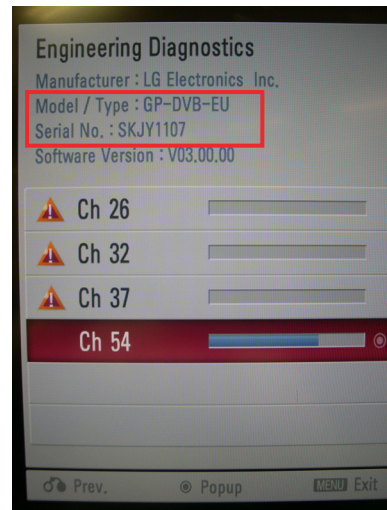 Engineering Diagnostics
Manufacturer : LG Electronics Inc.
Model / Type : GP-DVB-EU
Serial No. : SKJY1107
Software Version : V03.00.00
Ch 26
Ch 32
Ch 37
Ch 54
Prev.
Popup
MENU Exit